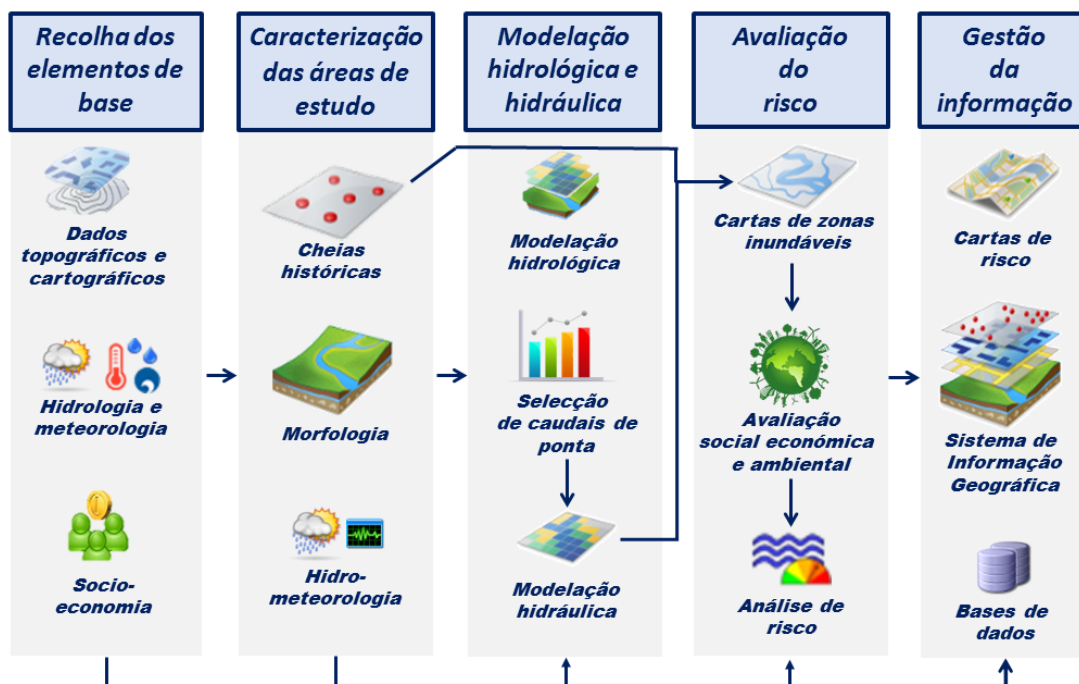 Recolha dos
elementos de
base
Caracterização
das áreas de
estudo
Modelação
hidrológica e
hidráulica
Avaliação
do
risco
Gestão
da
informação
Dados
topográficos e
cartográficos
Hidrologia e
meteorologia
Socio-
economia
Cheias
históricas
Morfologia
Hidro-
meteorologia
Modelação
hidrológica
Selecção
de caudais de
ponta
Modelação
hidráulica
Cartas de zonas
inundáveis
Avaliação
social económica
e ambiental
Análise de
risco
Cartas de
risco
Sistema de
Informação
Geográfica
Bases de
dados